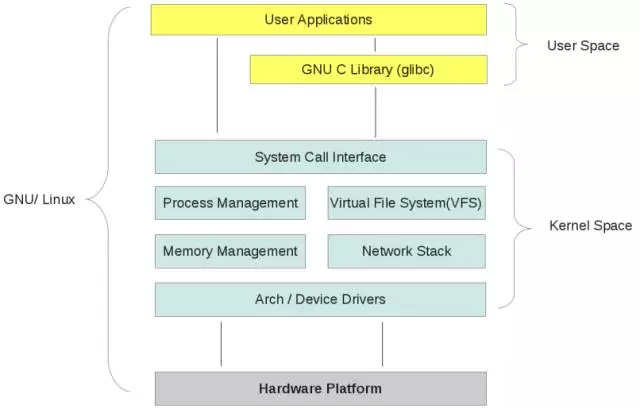 User Applications
User Space
GNU C Library (glibc)
System Call Interface
GNU/ Linux
Process Management
Virtual File System(VFS)
Kernel Space
Memory Management
Network Stack
Arch / Device Drivers
Hardware Platform